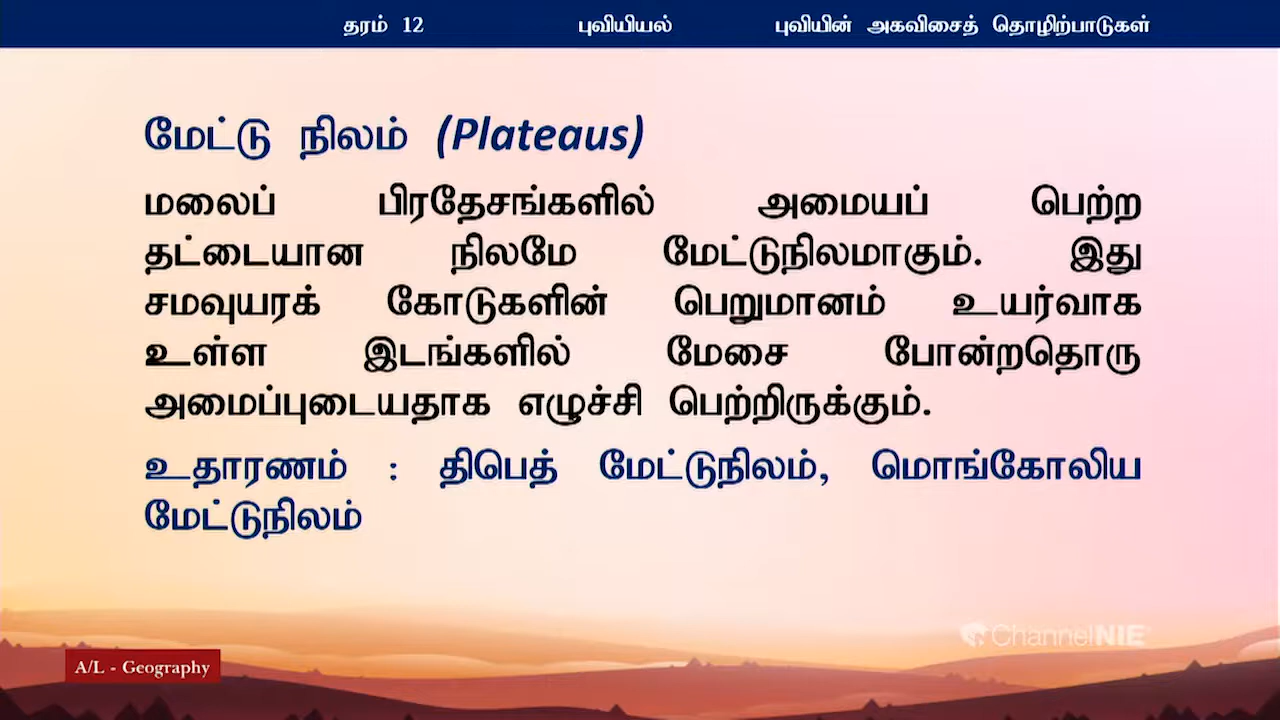 தரம் 12 புவியியல் புவியின் அகவிசைத் தொழிற்பாடுகள்
மேட்டு நிலம் (Plateaus)
மலைப் பிரதேசங்களில் அமையப் பெற்ற
தட்டையான நிலமே மேட்டுநிலமாகும். இது
சமவுயரக் கோடுகளின் பெறுமானம் உயர்வாக
உள்ள இடங்களில் மேசை போன்றதொரு
அமைப்புடையதாக எழுச்சி பெற்றிருக்கும்.
உதாரணம் : திபெத் மேட்டுநிலம், மொங்கோலிய
மேட்டுநிலம்
ChannelNIE
A/L - Geography